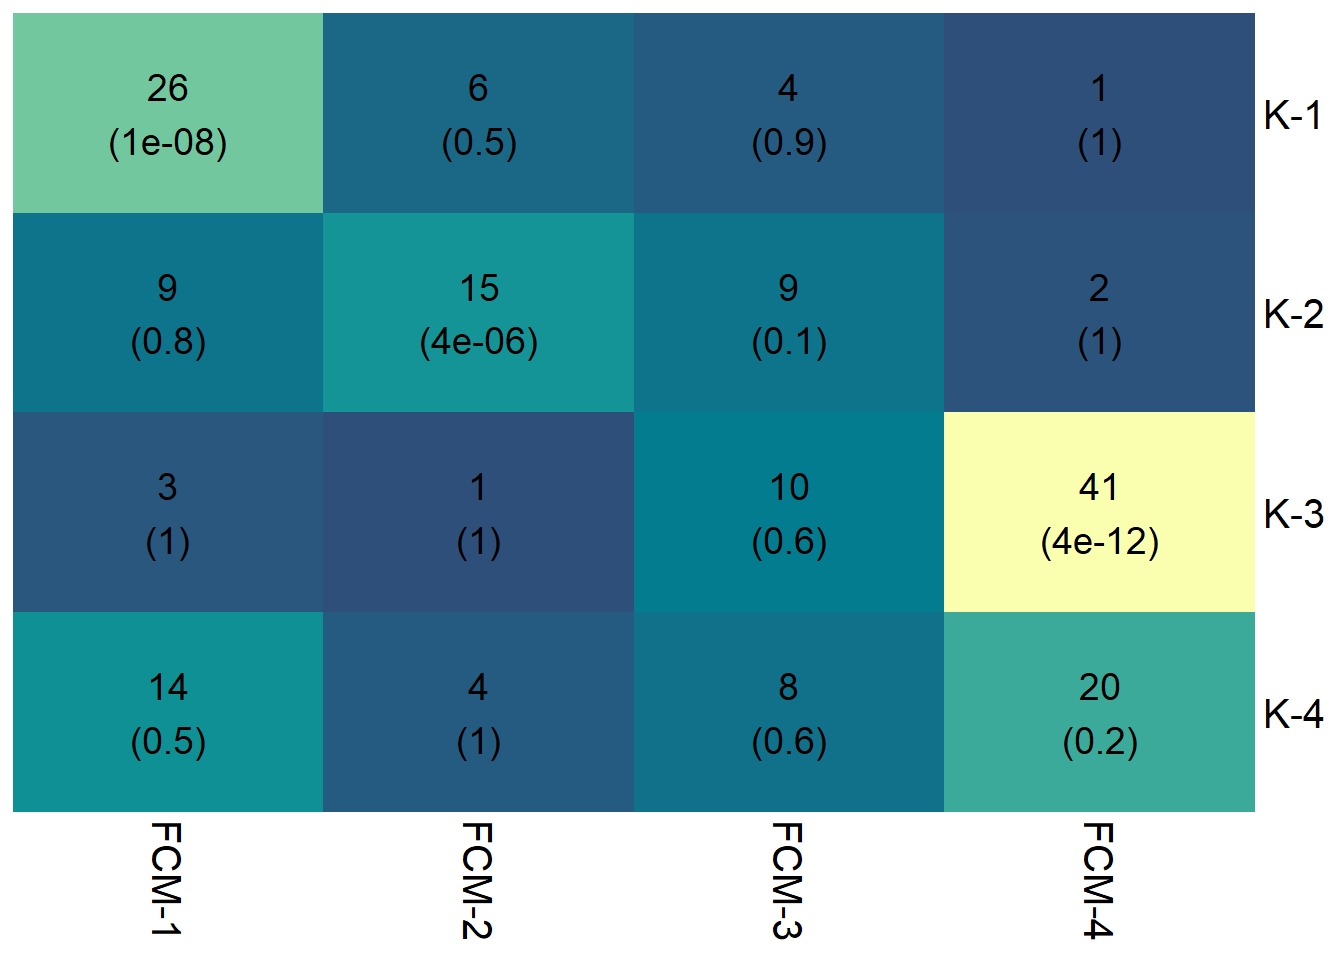 26 6 4 1
(1e-08) (0.5) (0.9) (1)
K-1
9 15 9 2
(0.8) (4e-06) (0.1) (1)
K-2
3 1 10 41
(1) (1) (0.6) (4e-12)
K-3
14 4 8 20
(0.5) (1) (0.6) (0.2)
K-4
FCM-1
FCM-2
FCM-3
FCM-4